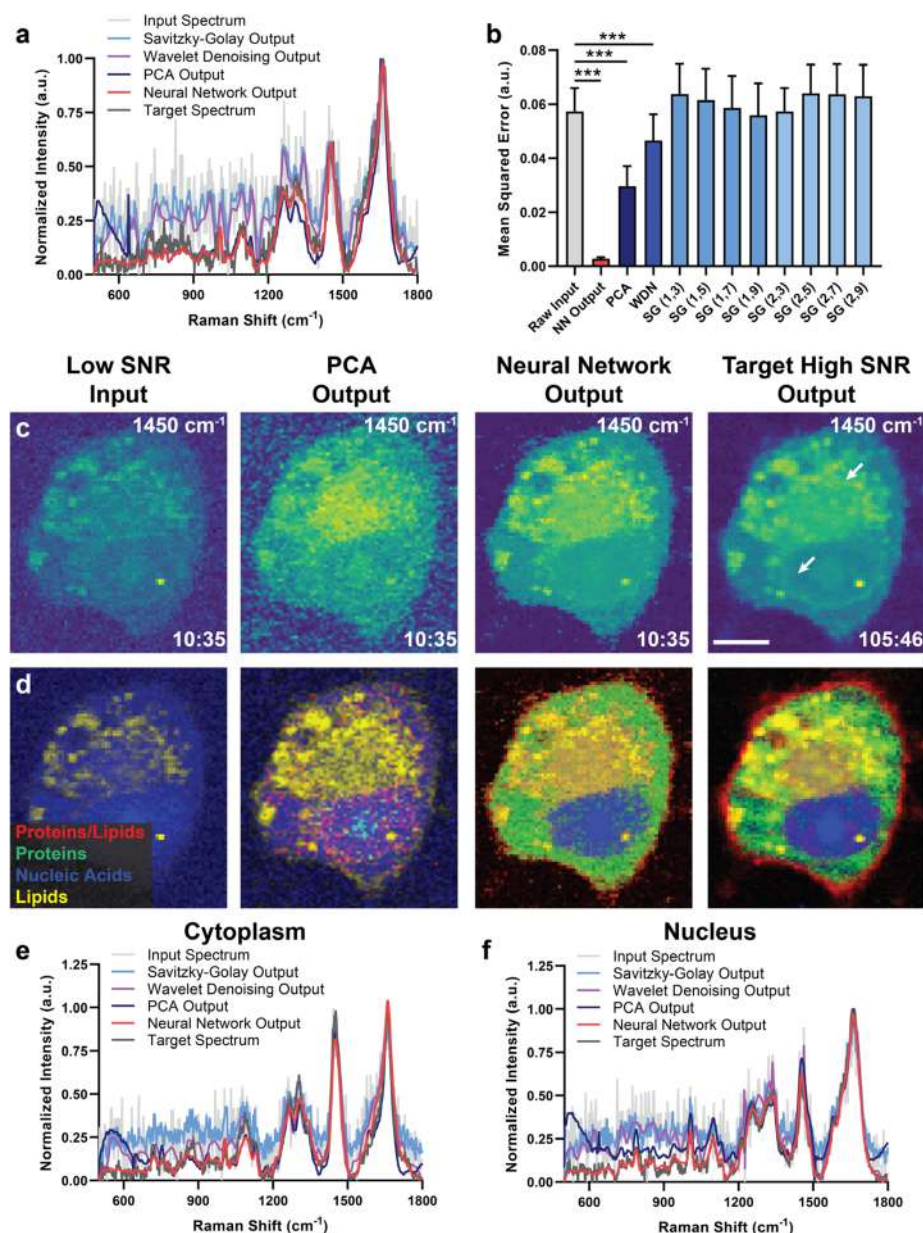 a
Input Spectrum
Savitzky-Golay Output
Wavelet Denoising Output
PCA Output
Neural Network Output
Target Spectrum
Normalized Intensity (a.u.)
1.00
0.75
0.50
0.25
0.00
600 900 1200 1500 1800
Raman Shift (cm-1)
b
***
***
***
Mean Squared Error (a.u.)
0.08
0.06
0.04
0.02
0.00
Raw Input
NN Output
PCA
WDN
SG (1,3)
SG (1,5)
SG (1,7)
SG (1,9)
SG (2,3)
SG (2,5)
SG (2,7)
SG (2,9)
Low SNR
Input
PCA
Output
Neural Network
Output
Target High SNR
Output
c
1450 cm-1
10:35
1450 cm-1
10:35
1450 cm-1
10:35
1450 cm-1
105:46
d
Proteins/Lipids
Proteins
Nucleic Acids
Lipids
e
Cytoplasm
Input Spectrum
Savitzky-Golay Output
Wavelet Denoising Output
PCA Output
Neural Network Output
Target Spectrum
Normalized Intensity (a.u.)
1.25
1.00
0.75
0.50
0.25
0.00
600 900 1200 1500 1800
Raman Shift (cm-1)
f
Nucleus
Input Spectrum
Savitzky-Golay Output
Wavelet Denoising Output
PCA Output
Neural Network Output
Target Spectrum
Normalized Intensity (a.u.)
1.25
1.00
0.75
0.50
0.25
0.00
600 900 1200 1500 1800
Raman Shift (cm-1)